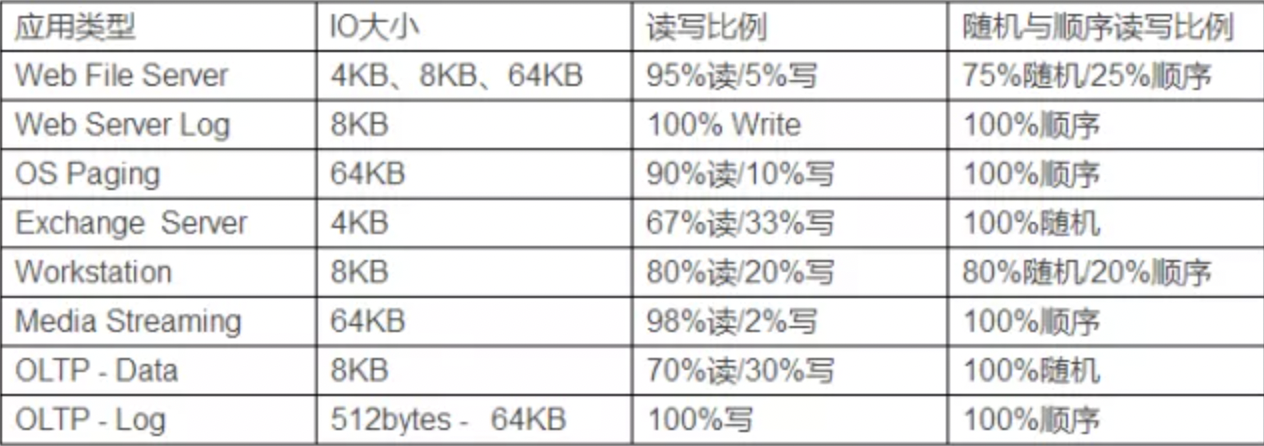 应用类型 IO大小 读写比例 随机与顺序读写比例
Web File Server 4KB、8KB、64KB 95%读/5%写 75%随机/25%顺序
Web Server Log 8KB 100% Write 100%顺序
OS Paging 64KB 90%读/10%写 100%顺序
Exchange Server 4KB 67%读/33%写 100%随机
Workstation 8KB 80%读/20%写 80%随机/20%顺序
Media Streaming 64KB 98%读/2%写 100%顺序
OLTP - Data 8KB 70%读/30%写 100%随机
OLTP - Log 512bytes - 64KB 100%写 100%顺序